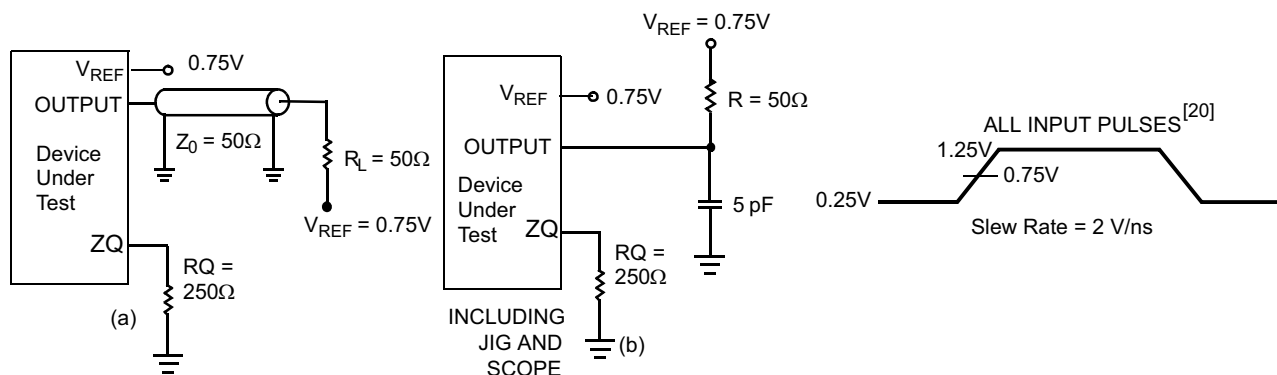 V_REF
0.75V
OUTPUT
Z_0 = 50Ω
Device
Under
Test
R_L = 50Ω
V_REF = 0.75V
ZQ
RQ =
250Ω
(a)
V_REF = 0.75V
R = 50Ω
V_REF
0.75V
OUTPUT
Device
Under
Test
5 pF
ZQ
RQ =
250Ω
INCLUDING
JIG AND
SCOPE
(b)
ALL INPUT PULSES[20]
1.25V
0.75V
0.25V
Slew Rate = 2 V/ns